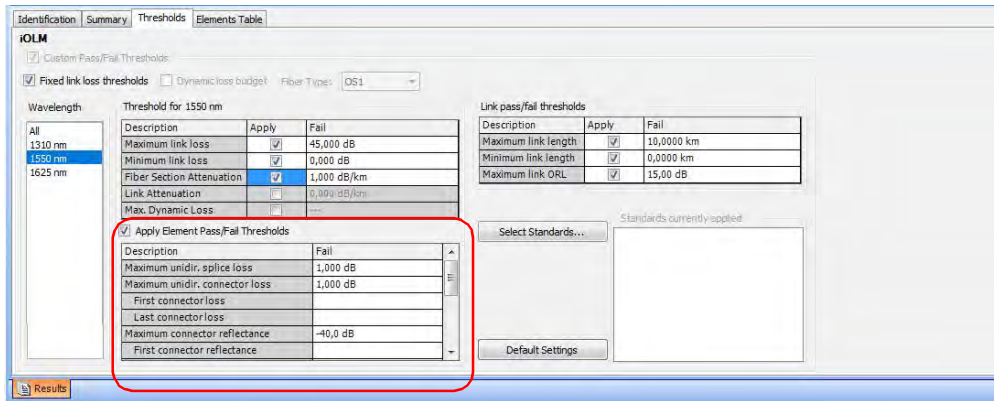 Identification Summary Thresholds Elements Table
iOLM
Custom Pass/Fail Thresholds
Fixed link loss thresholds Dynamic loss budget Fiber Type: OS1
Wavelength
All
1310 nm
1550 nm
1625 nm
Threshold for 1550 nm
Description Apply Fail
Maximum link loss 45,000 dB
Minimum link loss 0,000 dB
Fiber Section Attenuation 1,000 dB/km
Link Attenuation 0,000 dB/km
Max. Dynamic Loss ---
Link pass/fail thresholds
Description Apply Fail
Maximum link length 10,0000 km
Minimum link length 0,0000 km
Maximum link ORL 15,00 dB
Apply Element Pass/Fail Thresholds
Description Fail
Maximum unidir. splice loss 1,000 dB
Maximum unidir. connector loss 1,000 dB
First connector loss
Last connector loss
Maximum connector reflectance -40,0 dB
First connector reflectance
Select Standards...
Standards currently applied
Default Settings
Results